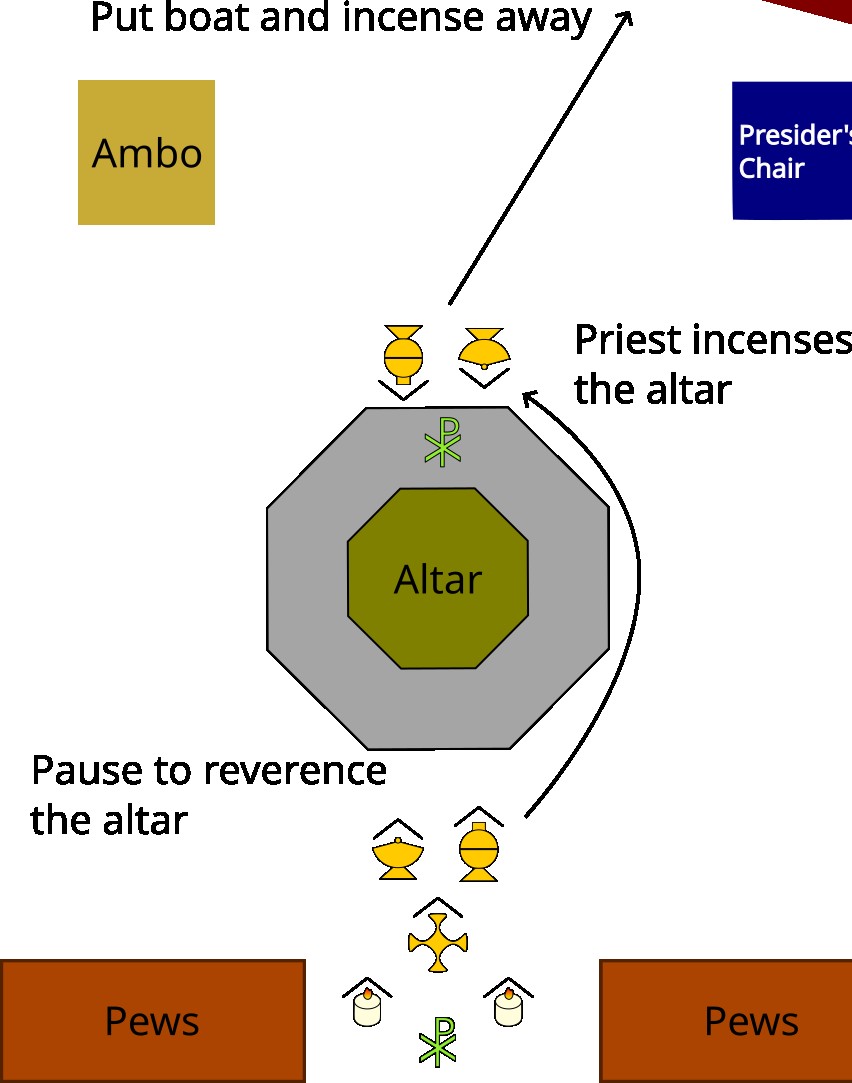 Put boat and incense away
Ambo
Presider's
Chair
Priest incenses
the altar
Altar
Pause to reverence
the altar
Pews
Pews